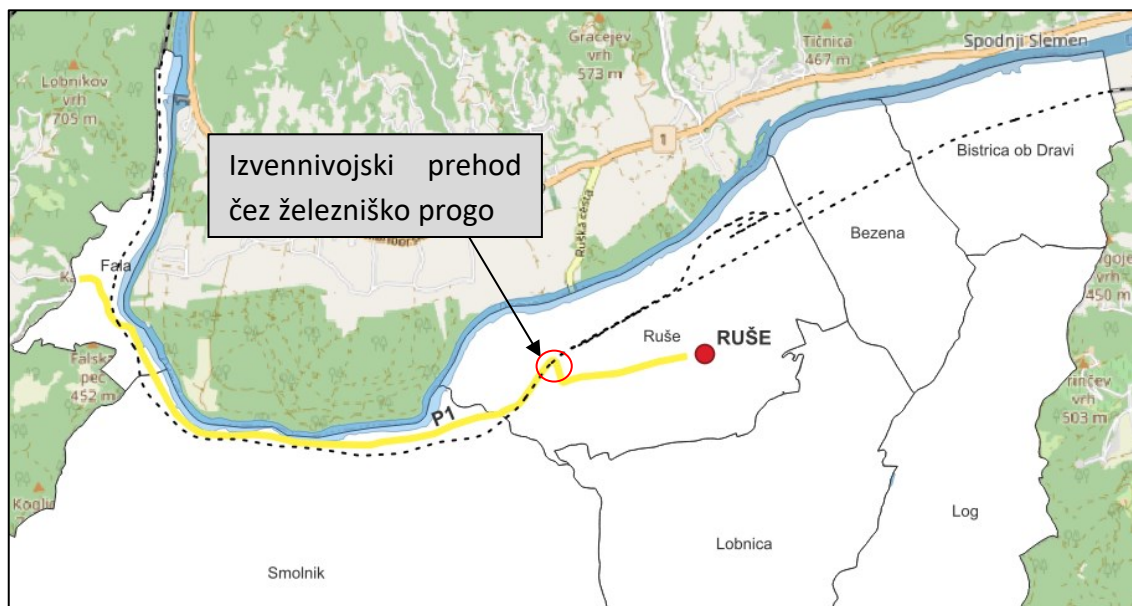 Lobnikov
vrh
705 m
Gracejev
vrh
573 m
Tičnica
467 m
Spodnji Slemen
1
1
Izvennivojski prehod
čez železniško progo
Ruška cesta
Bistrica ob Dravi
Bezena
Fala
Ruše
RUŠE
450 m
Falska
peč
452 m
vrh
503 m
P1
Log
Lobnica
Smolnik